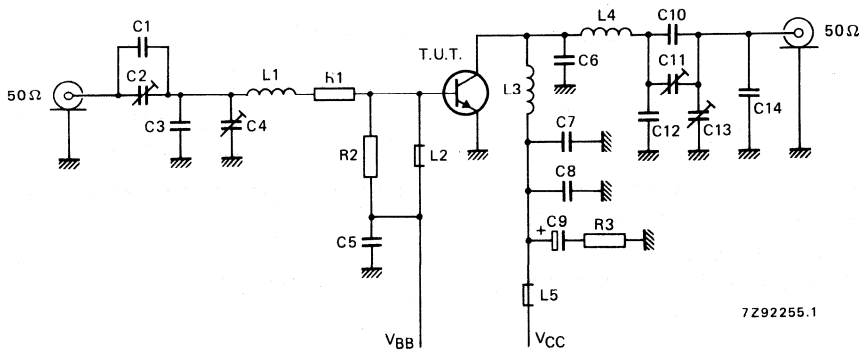 C1
C2
50Ω
C3
C4
L1
R1
R2
L2
C5
VBB
T.U.T.
L3
C6
L4
C10
C11
C12
C13
C14
50Ω
C7
C8
+
C9
R3
L5
VCC
7Z92255.1